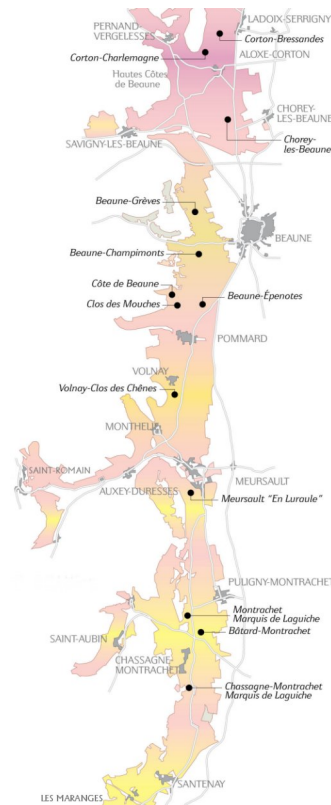 PERNAND-
VERGELESSES
LADOIX-SERRIGNY
Corton-Bressandes
Corton-Charlemagne
ALOXE-CORTON
Hautes Côtes
de Beaune
CHOREY
LES-BEAUNE
SAVIGNY-LES-BEAUNE
Chorey-
les-Beaune
Beaune-Grèves
BEAUNE
Beaune-Champimonts
Côte de Beaune
Clos des Mouches
Beaune-Épenotes
POMMARD
VOLNAY
Volnay-Clos des Chênes
MONTHELIE
SAINT-ROMAIN
MEURSAULT
AUXEY-DURESSES
Meursault "En Luraule"
PULIGNY-MONTRACHET
Montrachet
Marquis de Laguiche
SAINT-AUBIN
Bâtard-Montrachet
CHASSAGNE-
MONTRACHET
Chassagne-Montrachet
Marquis de Laguiche
SANTENAY
LES MARANGES